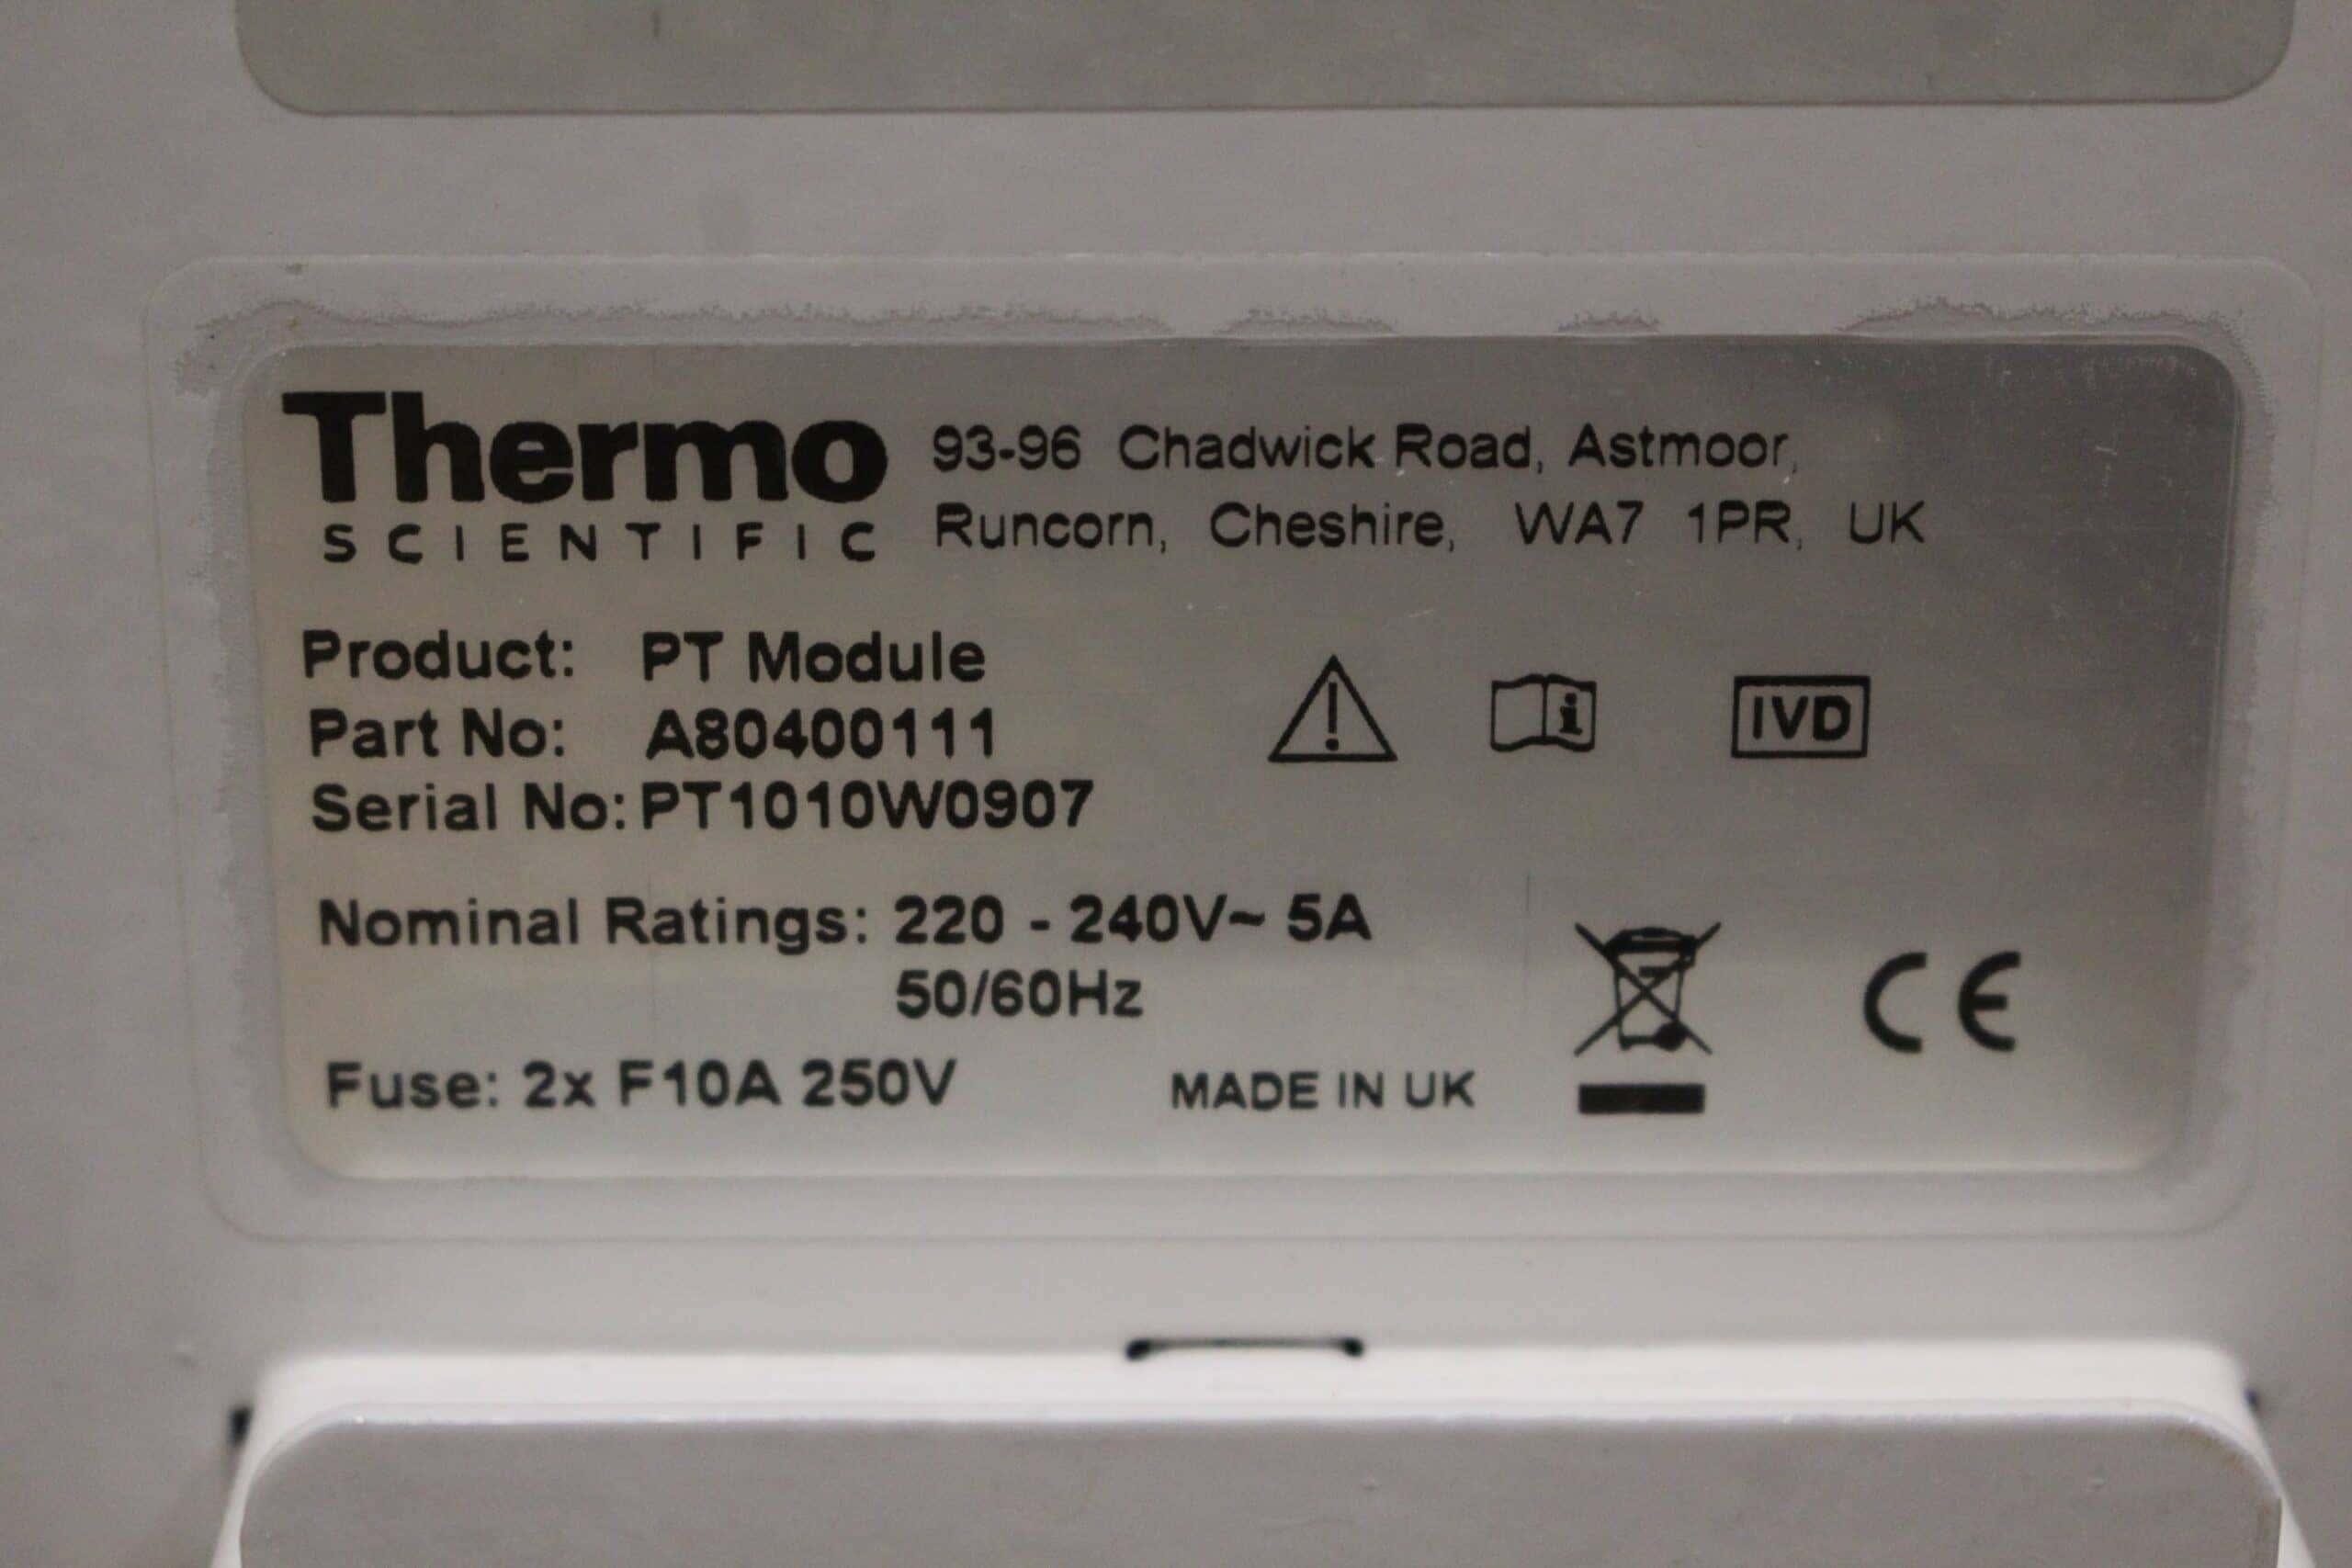 Thermo
SCIENTIFIC
93-96 Chadwick Road, Astmoor,
Runcorn, Cheshire, WA7 1PR, UK
Product: PT Module
Part No: A80400111
Serial No: PT1010W0907
IVD
Nominal Ratings: 220 - 240V~ 5A
50/60Hz
Fuse: 2x F10A 250V
MADE IN UK
CE